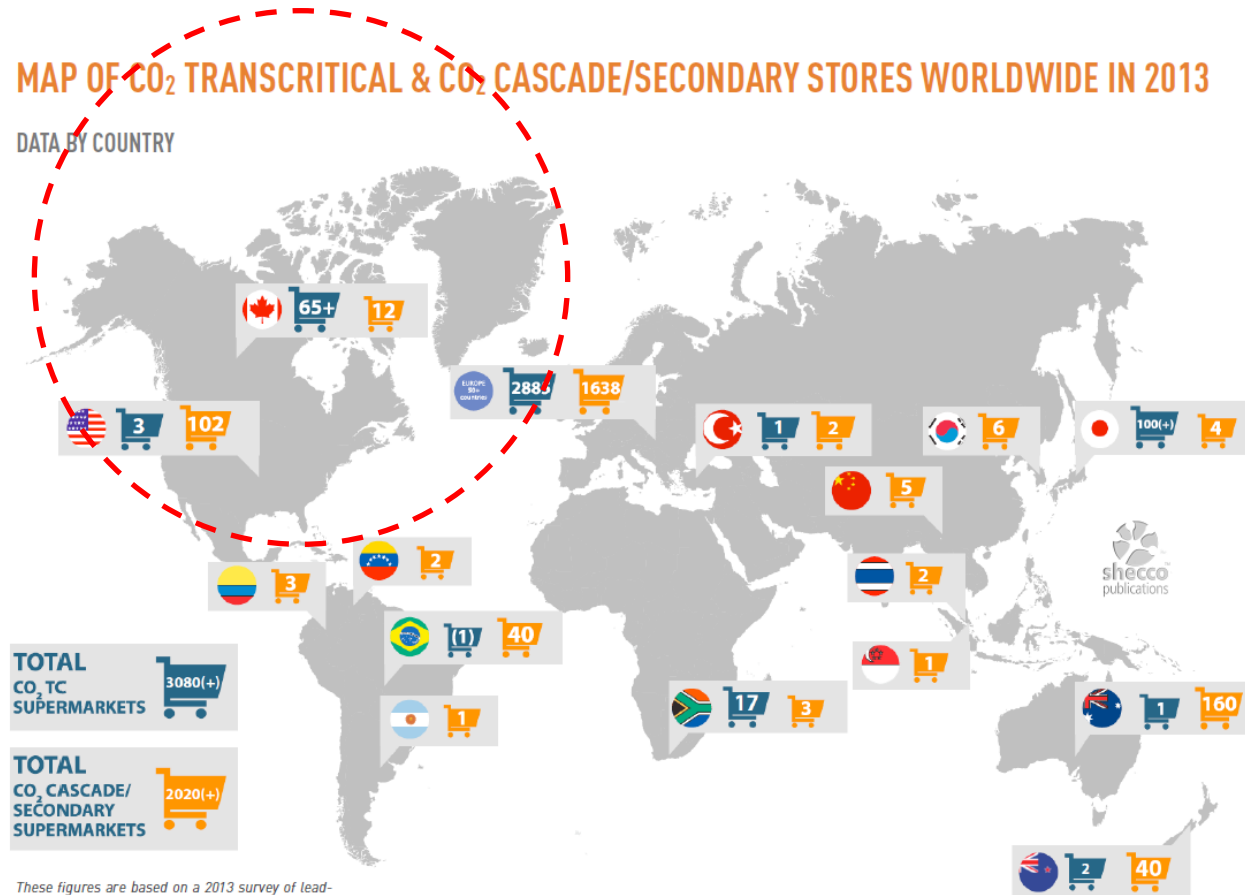 MAP OF CO₂ TRANSCRITICAL & CO₂ CASCADE/SECONDARY STORES WORLDWIDE IN 2013
DATA BY COUNTRY
65+ 12
3 102
EUROPE
2885 1638
1 2
6
100(+) 4
5
shecco
publications
2
3
2
(1) 40
1
1
17 3
1 160
TOTAL
CO₂ TC
SUPERMARKETS
3080(+)
TOTAL
CO₂ CASCADE/
SECONDARY
SUPERMARKETS
2020(+)
2 40
These figures are based on a 2013 survey of lead-